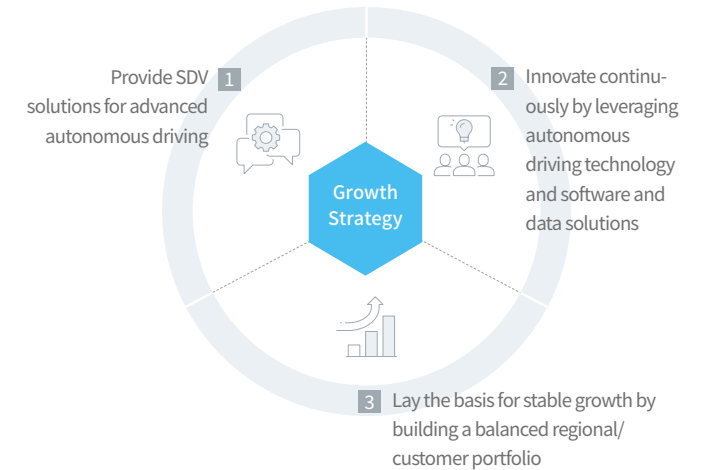 1
Provide SDV
solutions for advanced
autonomous driving
2
Innovate continu-
ously by leveraging
autonomous
driving technology
and software and
data solutions
Growth
Strategy
3
Lay the basis for stable growth by
building a balanced regional/
customer portfolio